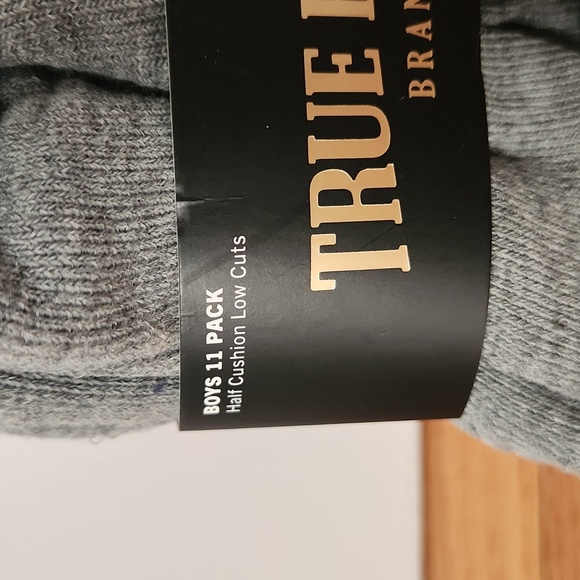 TRUE
BRAN
BOYS 11 PACK
Half Cushion Low Cuts